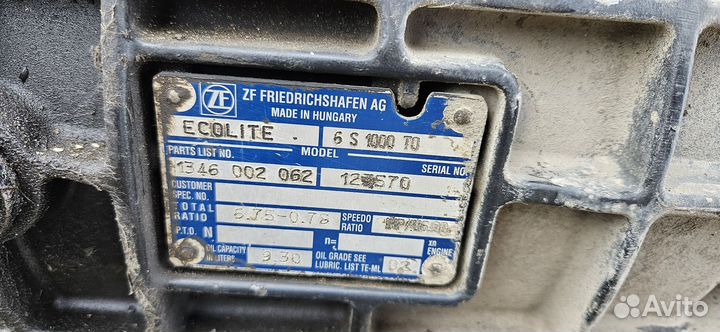 ZF FRIEDRICHSHAFEN AG
MADE IN HUNGARY
ECOLITE 6 S 1000 TO
PARTS LIST NO. MODEL SERIAL NO.
1346 002 062
CUSTOMER
SPEC. NO.
TOTAL RATIO 6.75-0.78 SPEEDO RATIO
P.T.O. N n= xn ENGINE
OIL CAPACITY IN LITERS 9.30 OIL GRADE SEE LUBRIC. LIST TE-ML 02
Avito